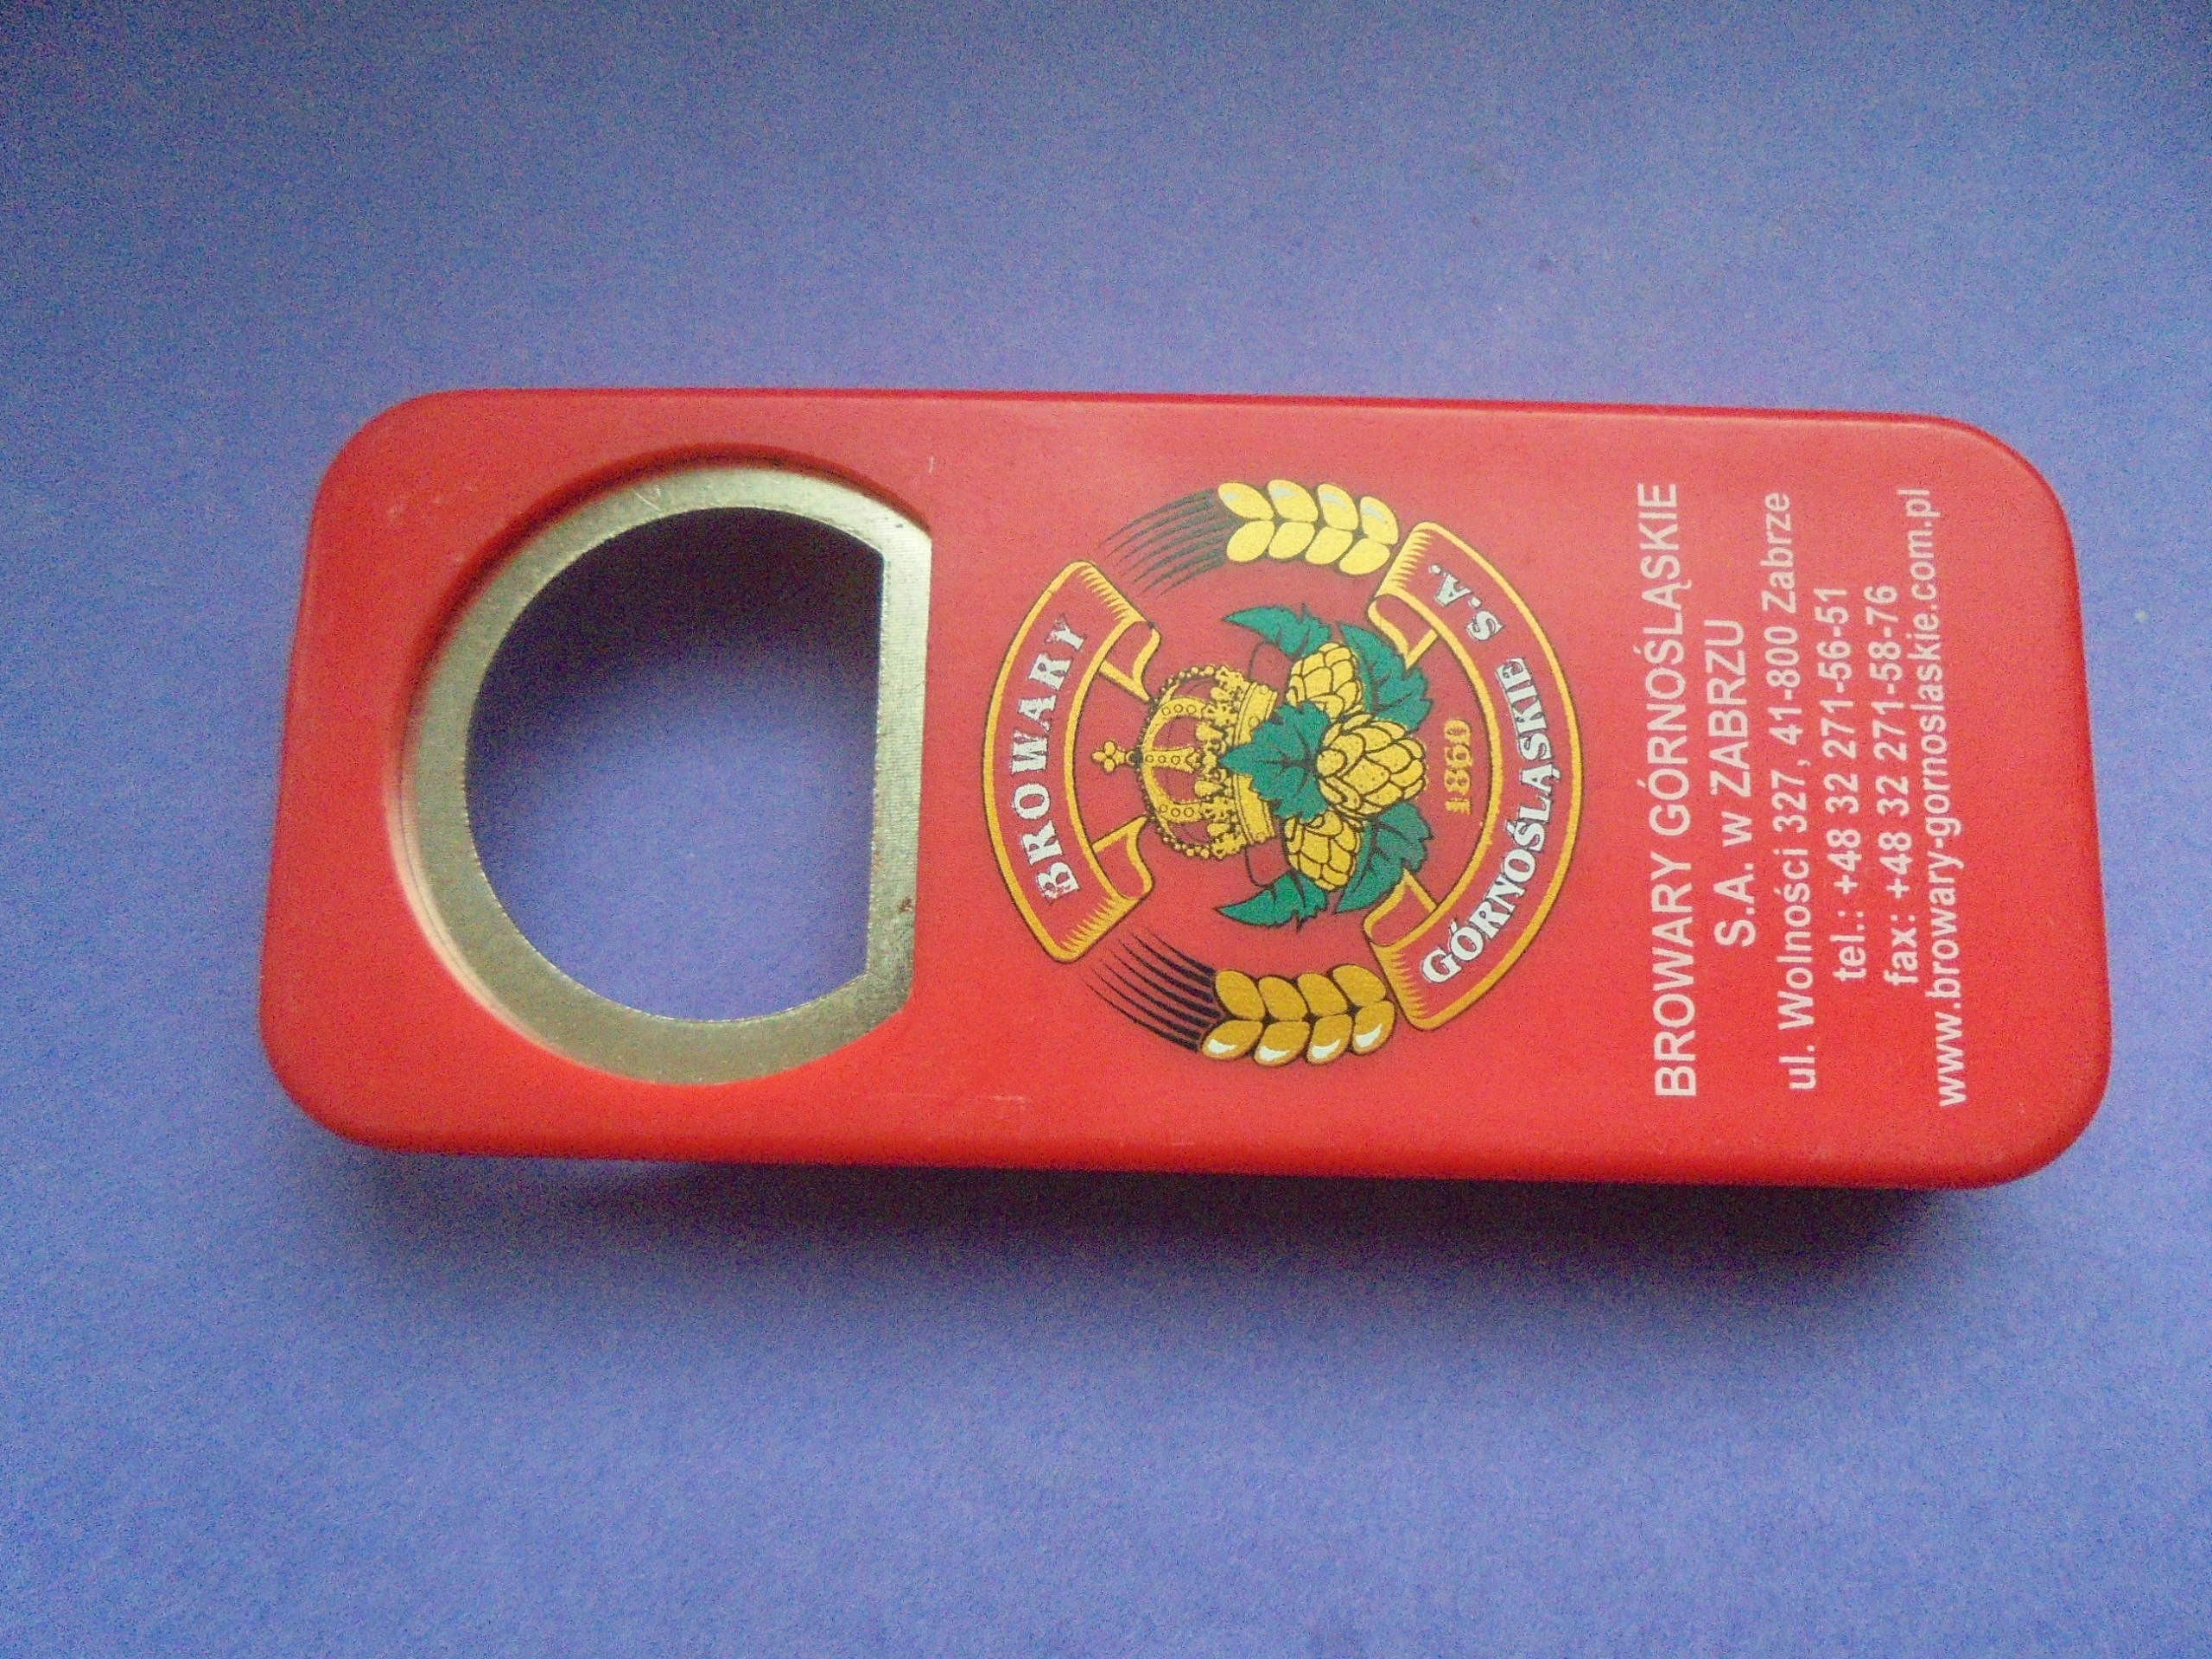 BROWARY
1860
GÓRNOŚLĄSKIE S.A.
BROWARY GÓRNOŚLĄSKIE
S.A. w ZABRZU
ul. Wolności 327, 41-800 Zabrze
tel.: +48 32 271-56-51
fax: +48 32 271-58-76
www.browary-gornoslaskie.com.pl